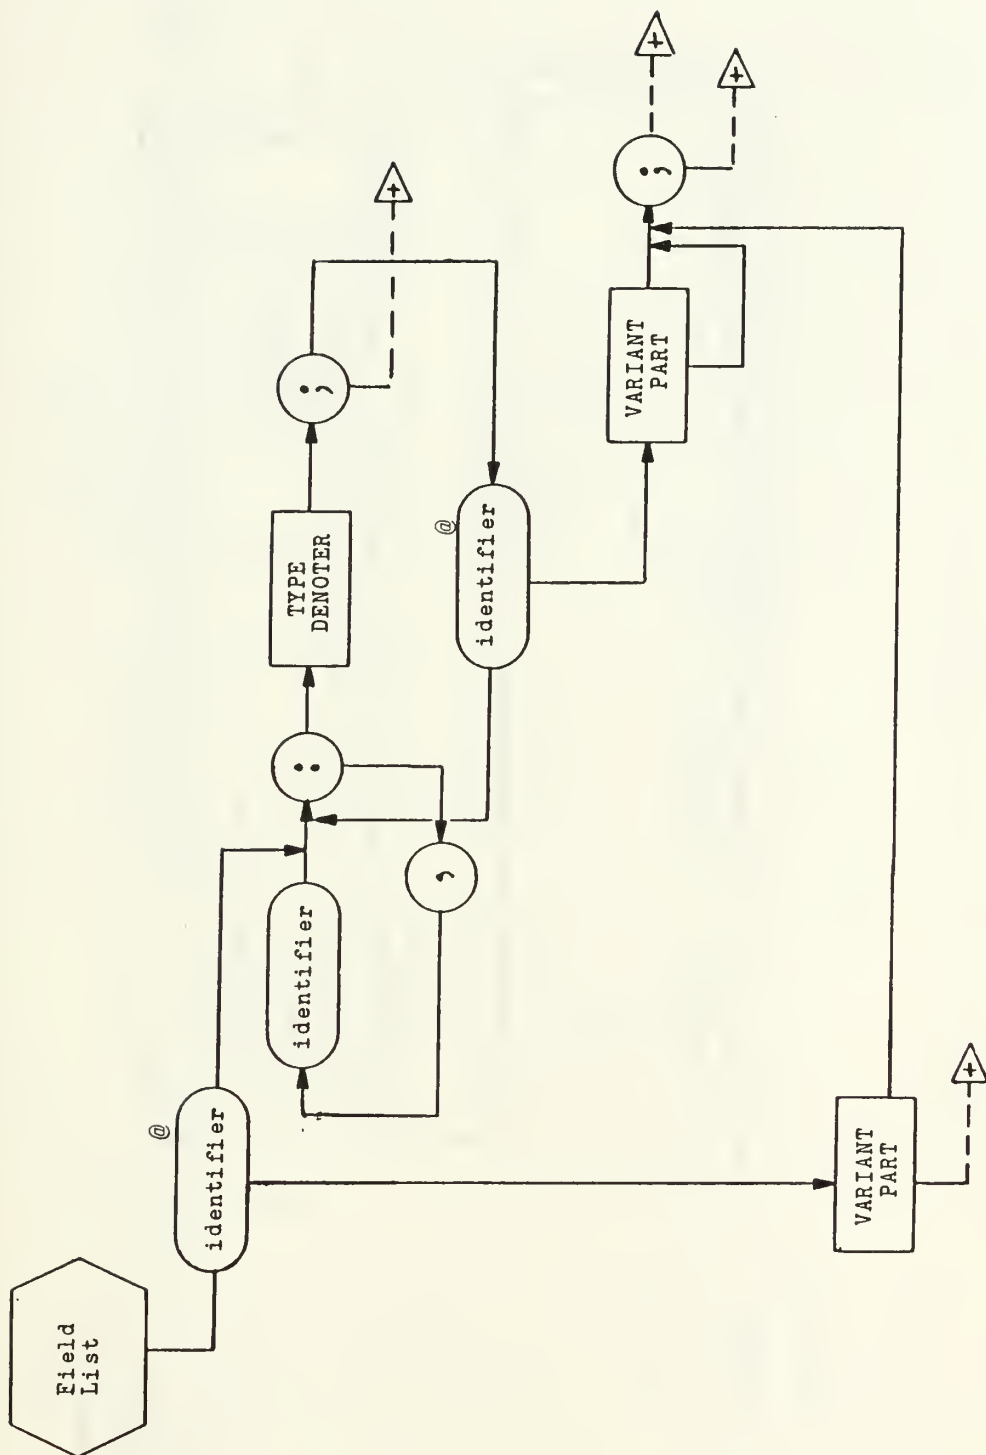 Field
List
@
identifier
identifier
:
TYPE
DENOTER
;
+
,
@
identifier
VARIANT
PART
;
+
+
VARIANT
PART
+